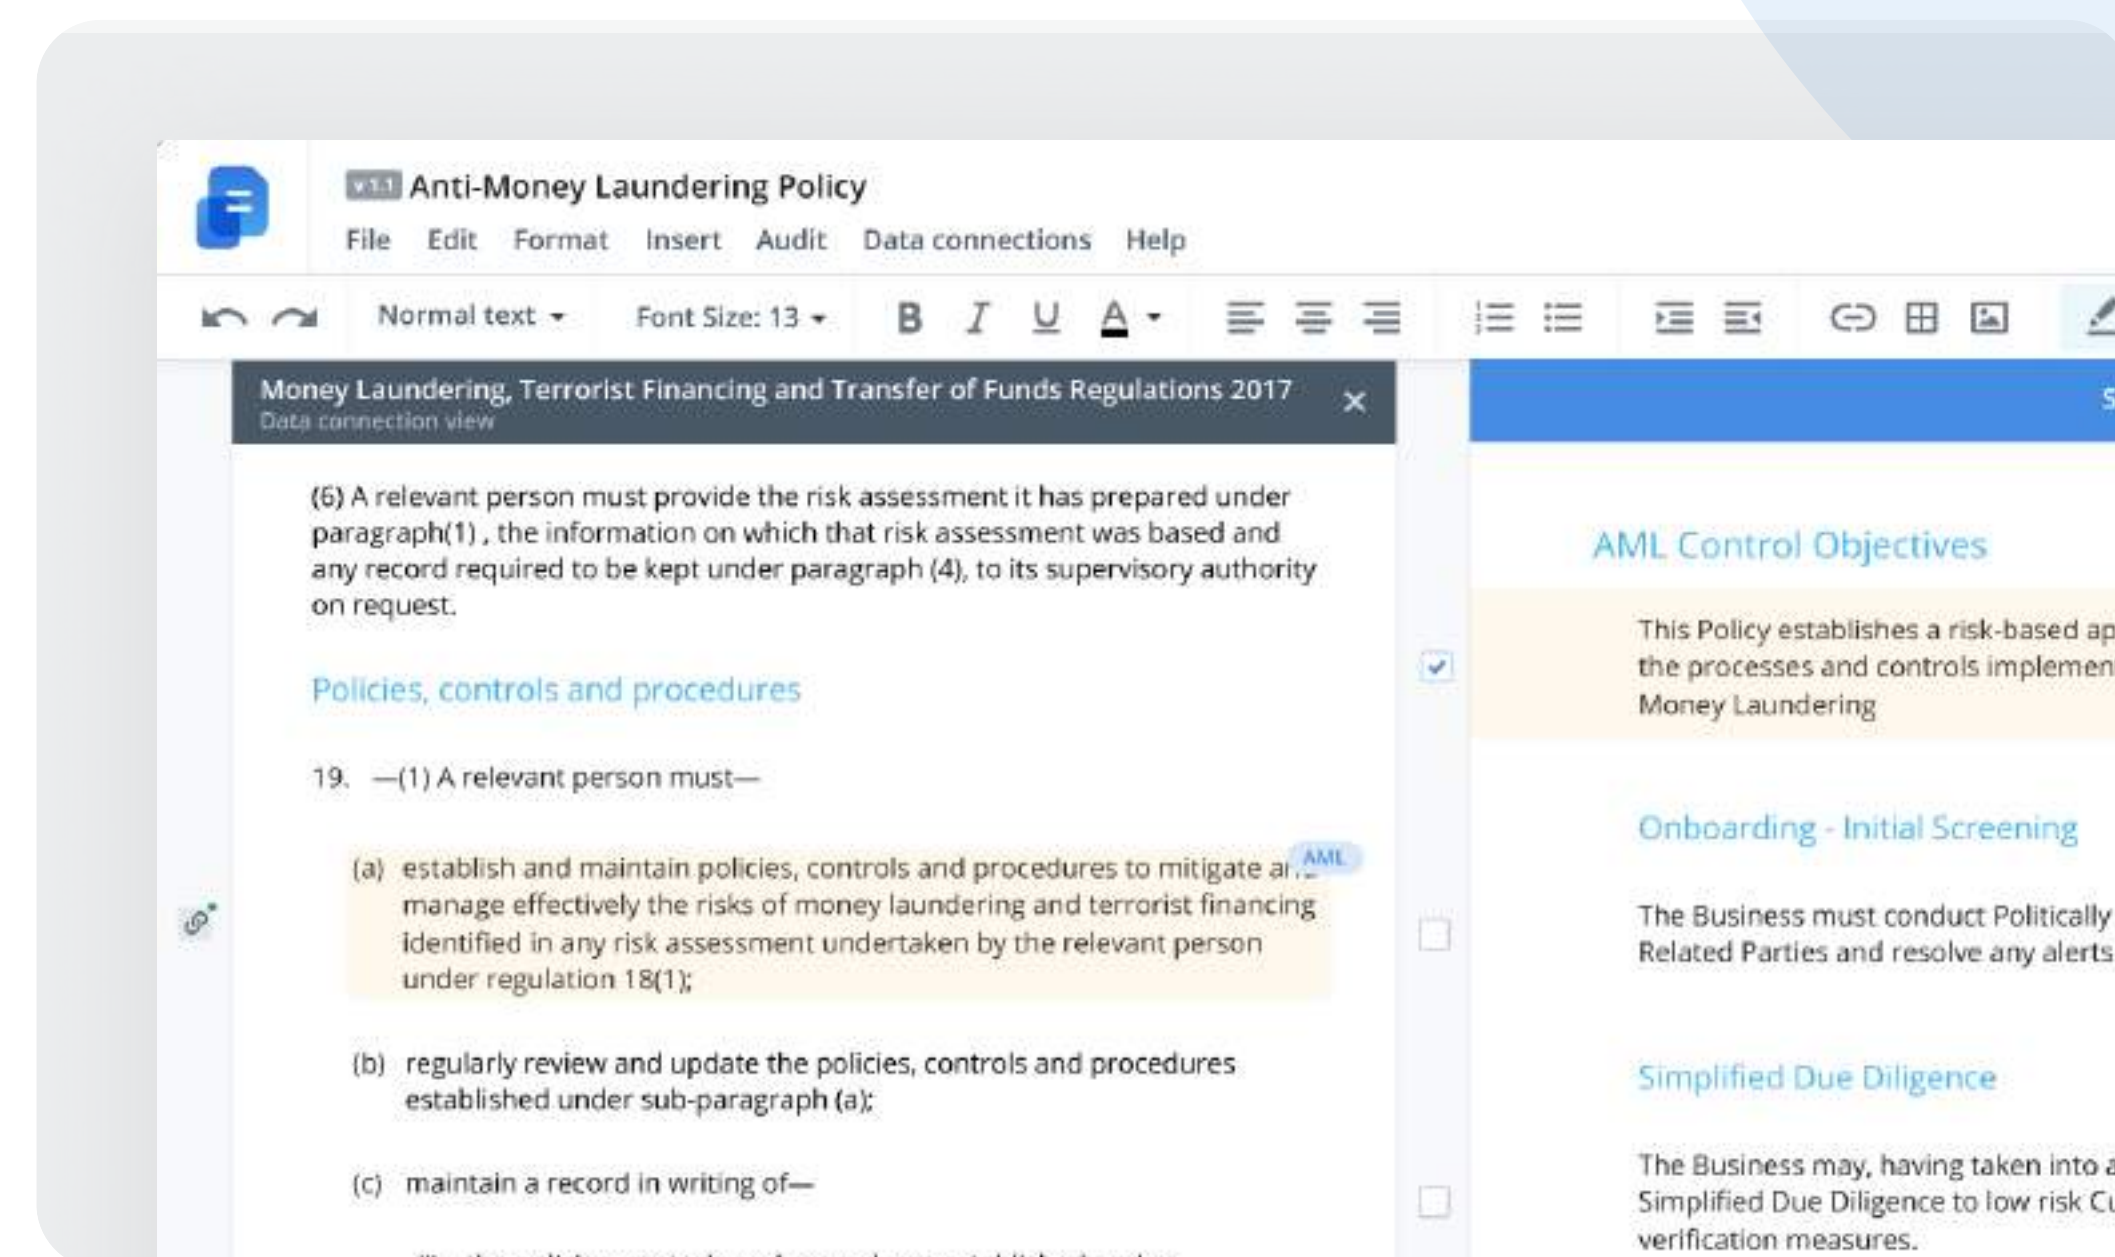 v 1.1 Anti-Money Laundering Policy
File Edit Format Insert Audit Data connections Help
Normal text Font Size: 13 B I U A
Money Laundering, Terrorist Financing and Transfer of Funds Regulations 2017
Data connection view
(6) A relevant person must provide the risk assessment it has prepared under
paragraph(1) , the information on which that risk assessment was based and
any record required to be kept under paragraph (4), to its supervisory authority
on request.
Policies, controls and procedures
19. —(1) A relevant person must—
(a) establish and maintain policies, controls and procedures to mitigate
AML
manage effectively the risks of money laundering and terrorist financing
identified in any risk assessment undertaken by the relevant person
under regulation 18(1);
(b) regularly review and update the policies, controls and procedures
established under sub-paragraph (a);
(c) maintain a record in writing of—
S
AML Control Objectives
This Policy establishes a risk-based ap
the processes and controls implemen
Money Laundering
Onboarding - Initial Screening
The Business must conduct Politically
Related Parties and resolve any alerts
Simplified Due Diligence
The Business may, having taken into a
Simplified Due Diligence to low risk Cu
verification measures.